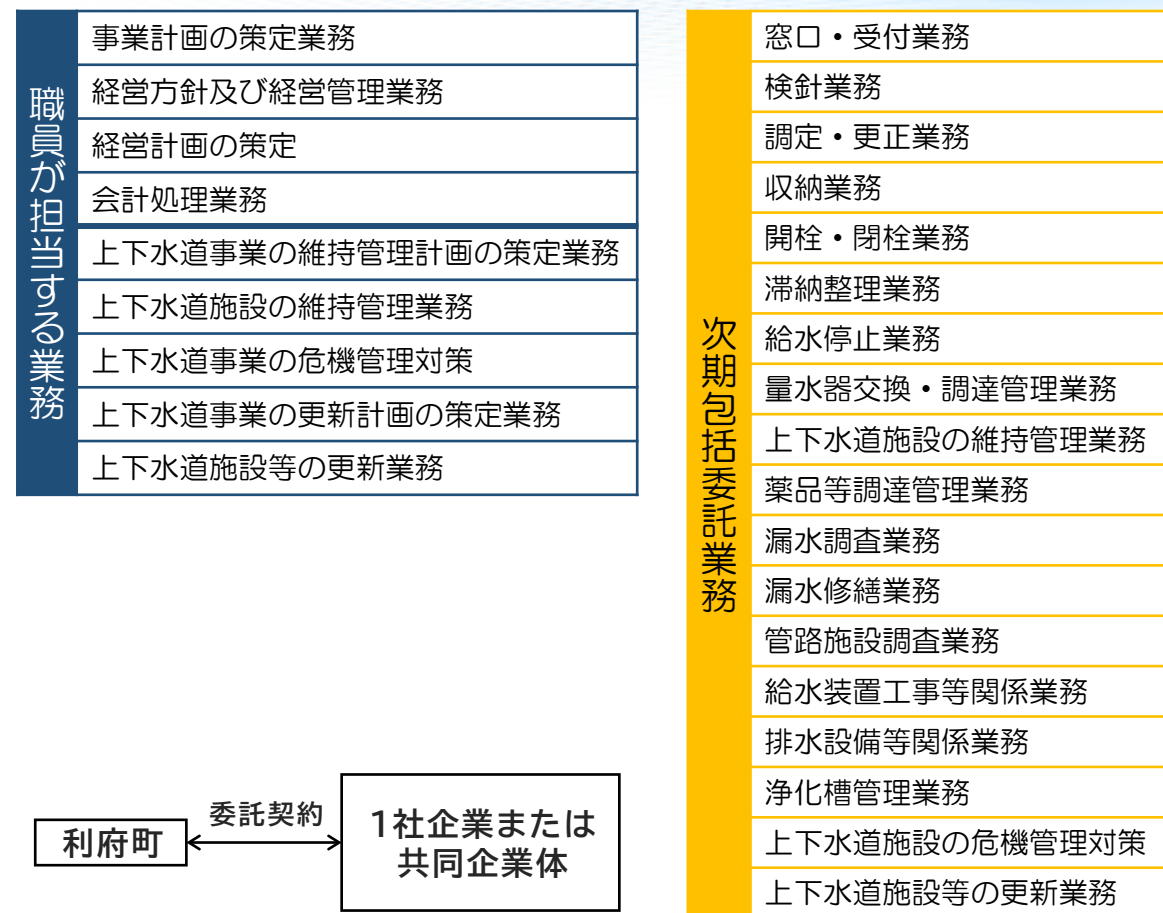 職員が担当する業務
事業計画の策定業務
経営方針及び経営管理業務
経営計画の策定
会計処理業務
上下水道事業の維持管理計画の策定業務
上下水道施設の維持管理業務
上下水道事業の危機管理対策
上下水道事業の更新計画の策定業務
上下水道施設等の更新業務
次期包括委託業務
窓口・受付業務
検針業務
調定・更正業務
収納業務
開栓・閉栓業務
滞納整理業務
給水停止業務
量水器交換・調達管理業務
上下水道施設の維持管理業務
薬品等調達管理業務
漏水調査業務
漏水修繕業務
管路施設調査業務
給水装置工事等関係業務
排水設備等関係業務
浄化槽管理業務
上下水道施設の危機管理対策
上下水道施設等の更新業務
利府町
委託契約
1社企業または
共同企業体